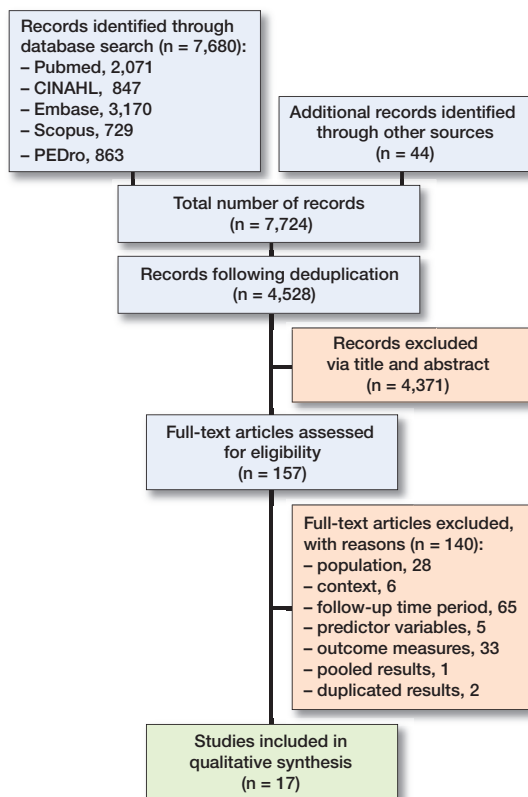 Records identified through
database search (n = 7,680):
– Pubmed, 2,071
– CINAHL, 847
– Embase, 3,170
– Scopus, 729
– PEDro, 863
Additional records identified
through other sources
(n = 44)
Total number of records
(n = 7,724)
Records following deduplication
(n = 4,528)
Records excluded
via title and abstract
(n = 4,371)
Full-text articles assessed
for eligibility
(n = 157)
Full-text articles excluded,
with reasons (n = 140):
– population, 28
– context, 6
– follow-up time period, 65
– predictor variables, 5
– outcome measures, 33
– pooled results, 1
– duplicated results, 2
Studies included in
qualitative synthesis
(n = 17)